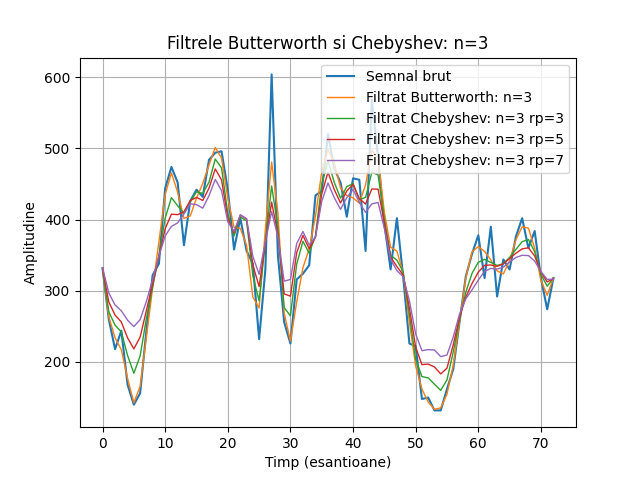 Filtrele Butterworth si Chebyshev: n=3
Semnal brut
Filtrat Butterworth: n=3
Filtrat Chebyshev: n=3 rp=3
Filtrat Chebyshev: n=3 rp=5
Filtrat Chebyshev: n=3 rp=7
Amplitudine
600
500
400
300
200
0 10 20 30 40 50 60 70
Timp (esantioane)